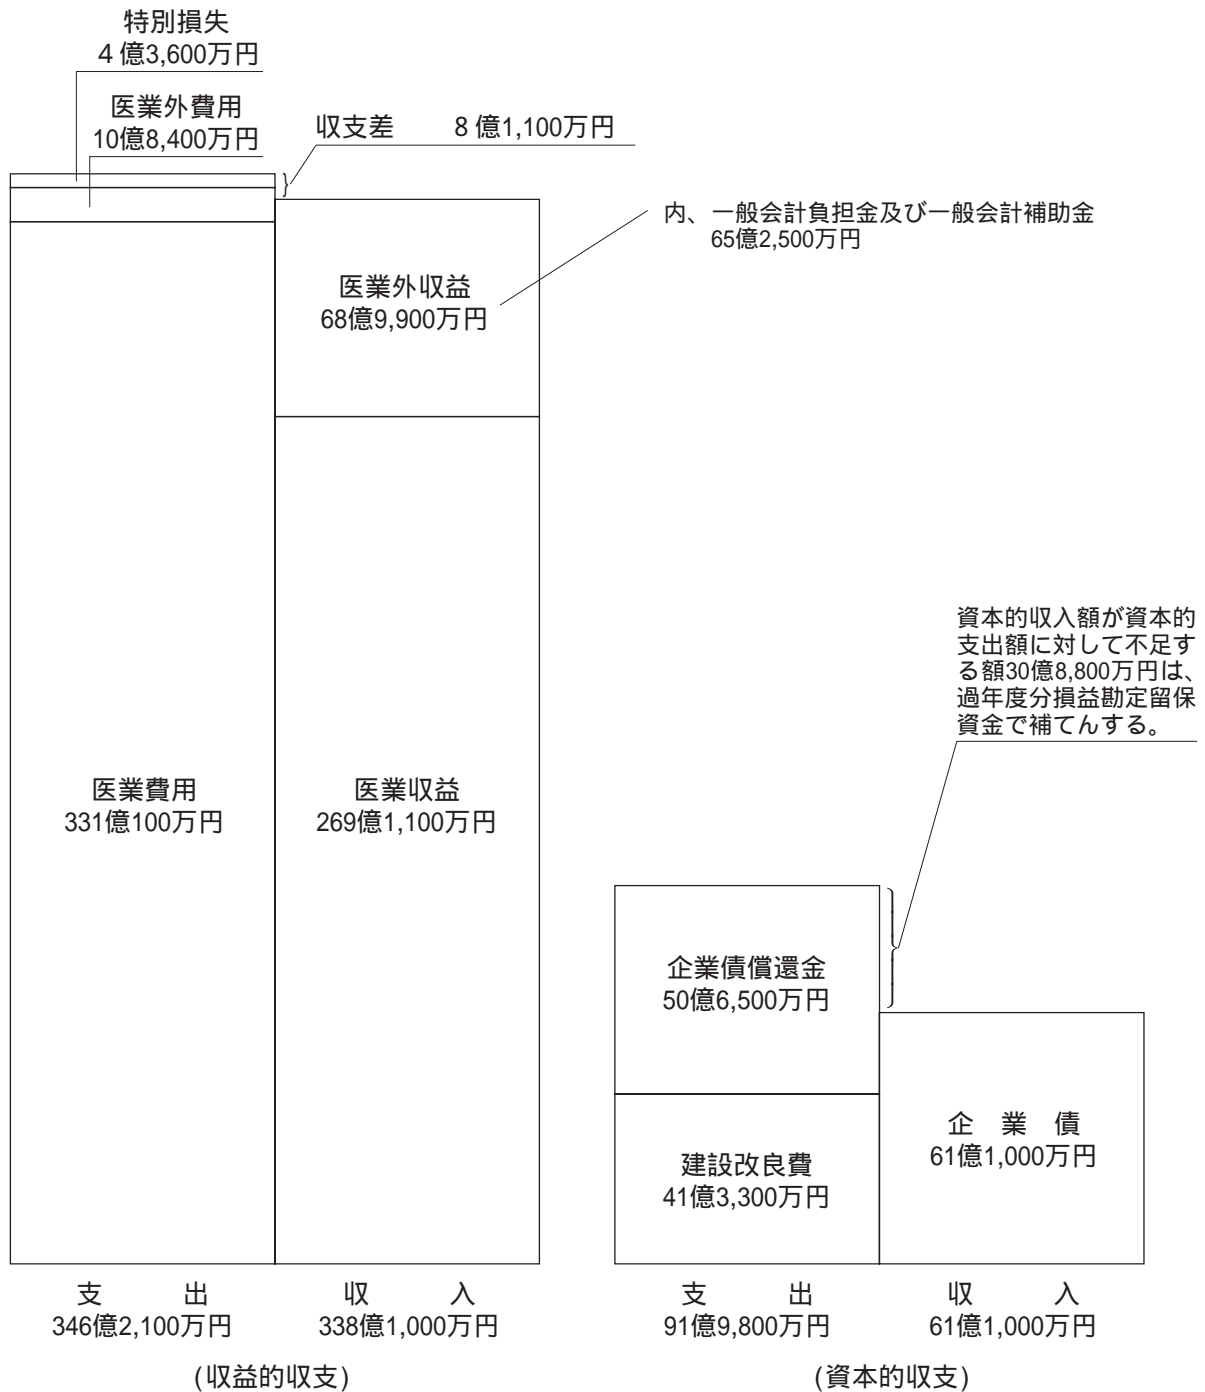 特別損失
4億3,600万円
医業外費用
10億8,400万円
収支差 8億1,100万円
内、一般会計負担金及び一般会計補助金
65億2,500万円
医業外収益
68億9,900万円
資本的収入額が資本的
支出額に対して不足す
る額30億8,800万円は、
過年度分損益勘定留保
資金で補てんする。
医業費用
331億100万円
医業収益
269億1,100万円
企業債償還金
50億6,500万円
建設改良費
41億3,300万円
企 業 債
61億1,000万円
支 出
346億2,100万円
収 入
338億1,000万円
(収益的収支)
支 出
91億9,800万円
収 入
61億1,000万円
(資本的収支)